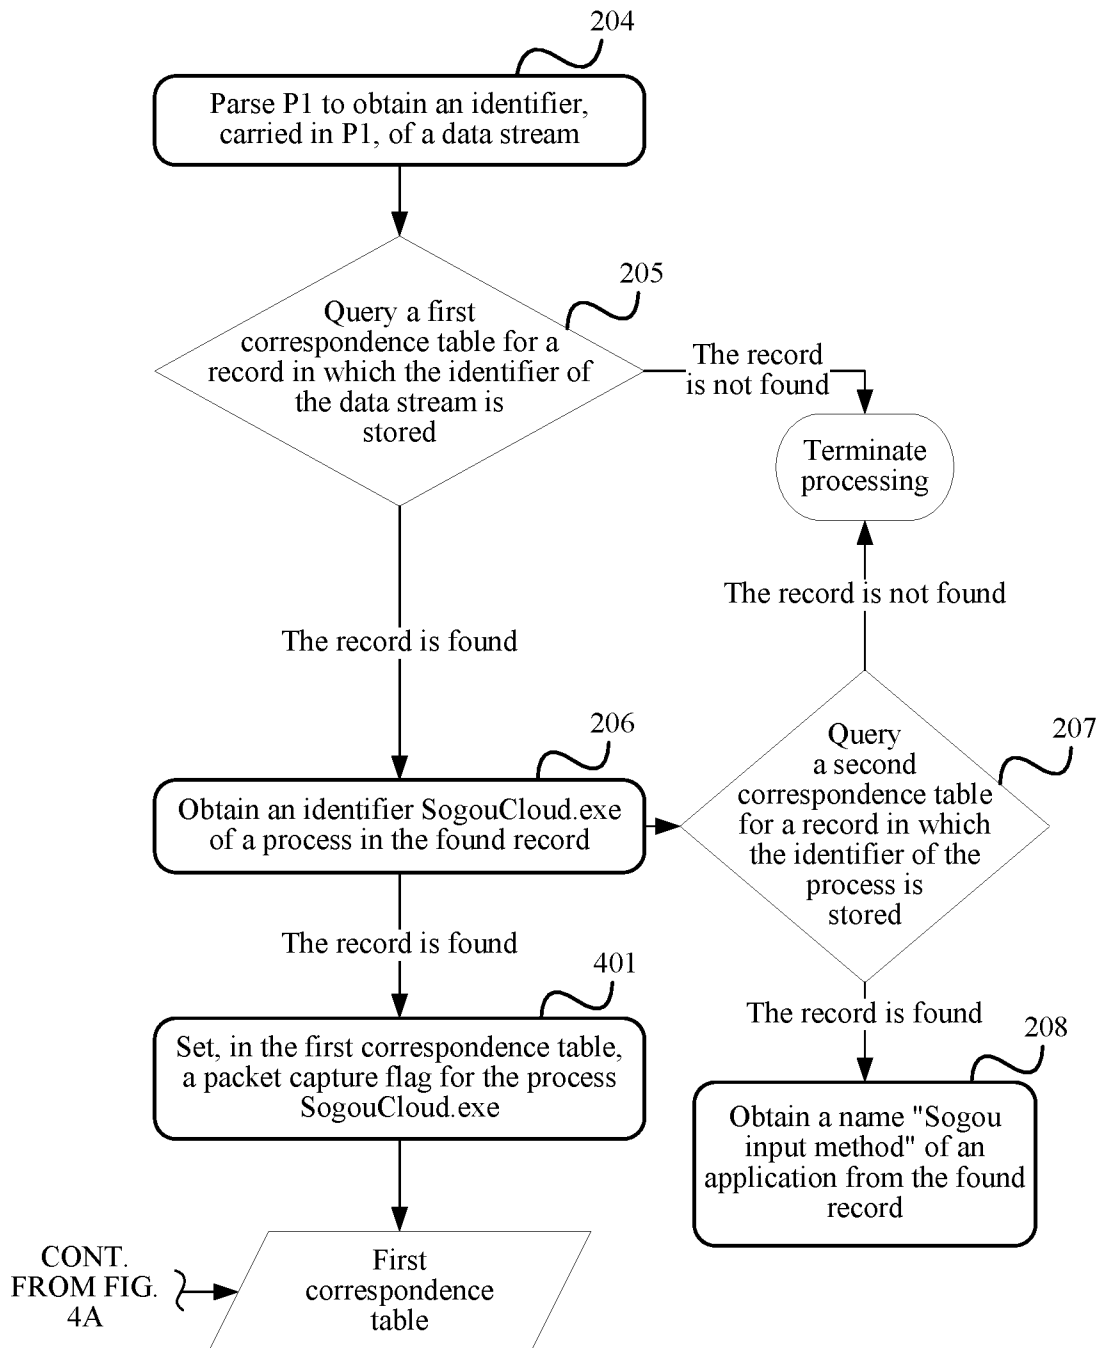 204
Parse P1 to obtain an identifier,
carried in P1, of a data stream
205
Query a first
correspondence table for a
record in which the identifier of
the data stream is
stored
The record
is not found
Terminate
processing
The record is not found
The record is found
206
Obtain an identifier SogouCloud.exe
of a process in the found record
207
Query
a second
correspondence table
for a record in which
the identifier of the
process is
stored
The record is found
401
Set, in the first correspondence table,
a packet capture flag for the process
SogouCloud.exe
The record is found
208
Obtain a name "Sogou
input method" of an
application from the found
record
CONT.
FROM FIG.
4A
First
correspondence
table